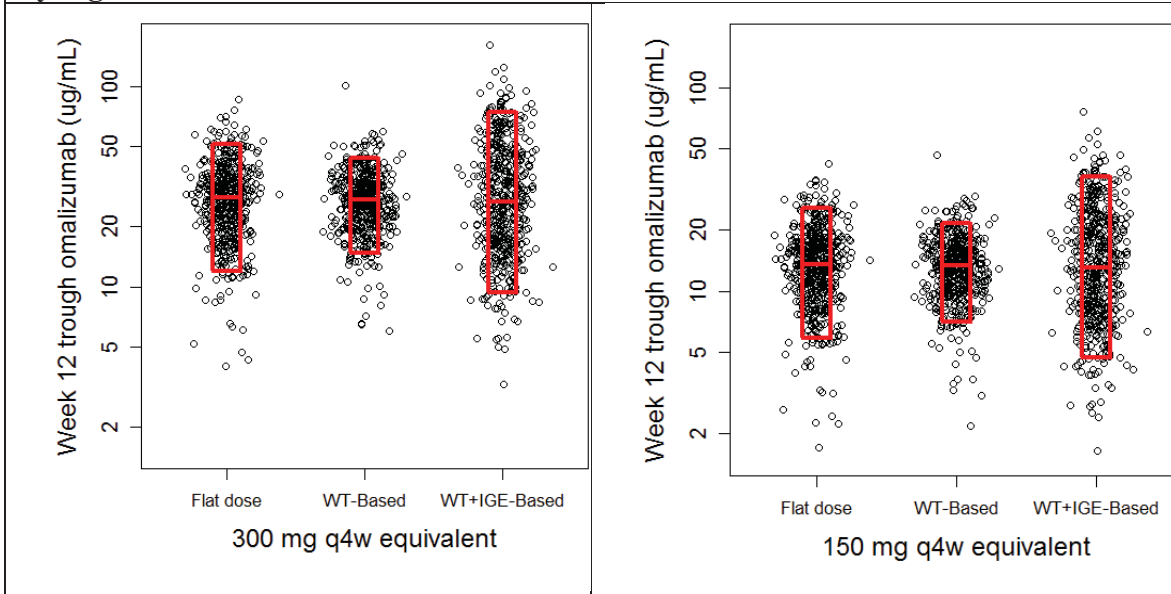 Week 12 trough omalizumab (ug/mL)
100
50
20
10
5
2
Flat dose
WT-Based
WT+IGE-Based
300 mg q4w equivalent
Week 12 trough omalizumab (ug/mL)
100
50
20
10
5
2
Flat dose
WT-Based
WT+IGE-Based
150 mg q4w equivalent